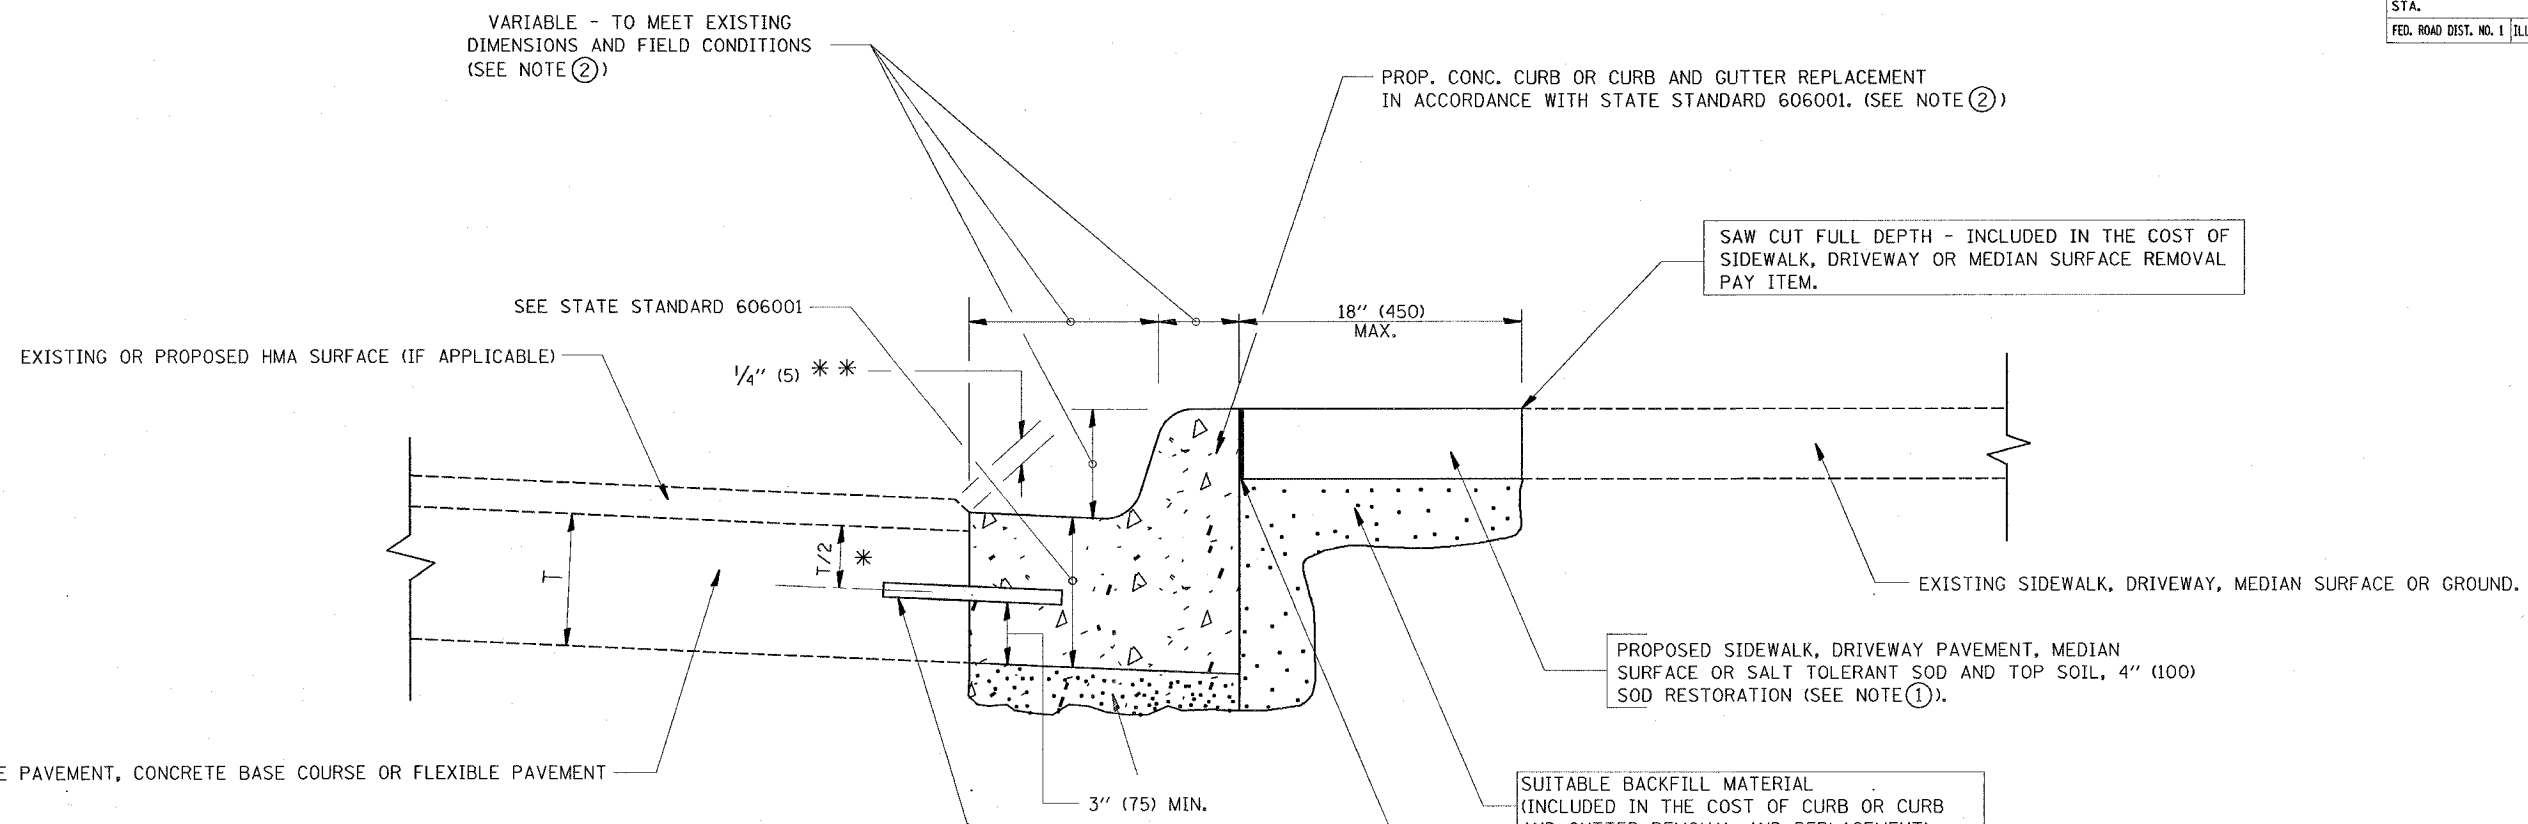 STA.
FED. ROAD DIST. NO. 1
VARIABLE - TO MEET EXISTING
DIMENSIONS AND FIELD CONDITIONS
(SEE NOTE ②)
PROP. CONC. CURB OR CURB AND GUTTER REPLACEMENT
IN ACCORDANCE WITH STATE STANDARD 606001. (SEE NOTE ②)
SAW CUT FULL DEPTH - INCLUDED IN THE COST OF
SIDEWALK, DRIVEWAY OR MEDIAN SURFACE REMOVAL
PAY ITEM.
SEE STATE STANDARD 606001
18" (450)
MAX.
EXISTING OR PROPOSED HMA SURFACE (IF APPLICABLE)
1/4" (5) * *
T
T/2
*
EXISTING SIDEWALK, DRIVEWAY, MEDIAN SURFACE OR GROUND.
PROPOSED SIDEWALK, DRIVEWAY PAVEMENT, MEDIAN
SURFACE OR SALT TOLERANT SOD AND TOP SOIL, 4" (100)
SOD RESTORATION (SEE NOTE ①).
E PAVEMENT, CONCRETE BASE COURSE OR FLEXIBLE PAVEMENT
3" (75) MIN.
SUITABLE BACKFILL MATERIAL
(INCLUDED IN THE COST OF CURB OR CURB
AND GUTTER REMOVAL AND REPLACEMENT)